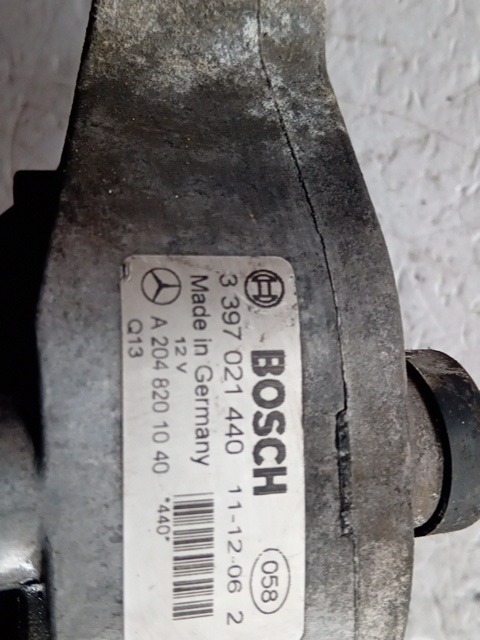 BOSCH 058
3 397 021 440 11-12-06 2
Made in Germany
12 V
A 204 820 10 40 *440*
Q13